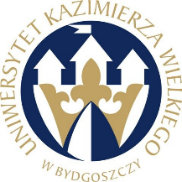 UNIWERSYTET KAZIMIERZA WIELKIEGO
W BYDGOSZCZY